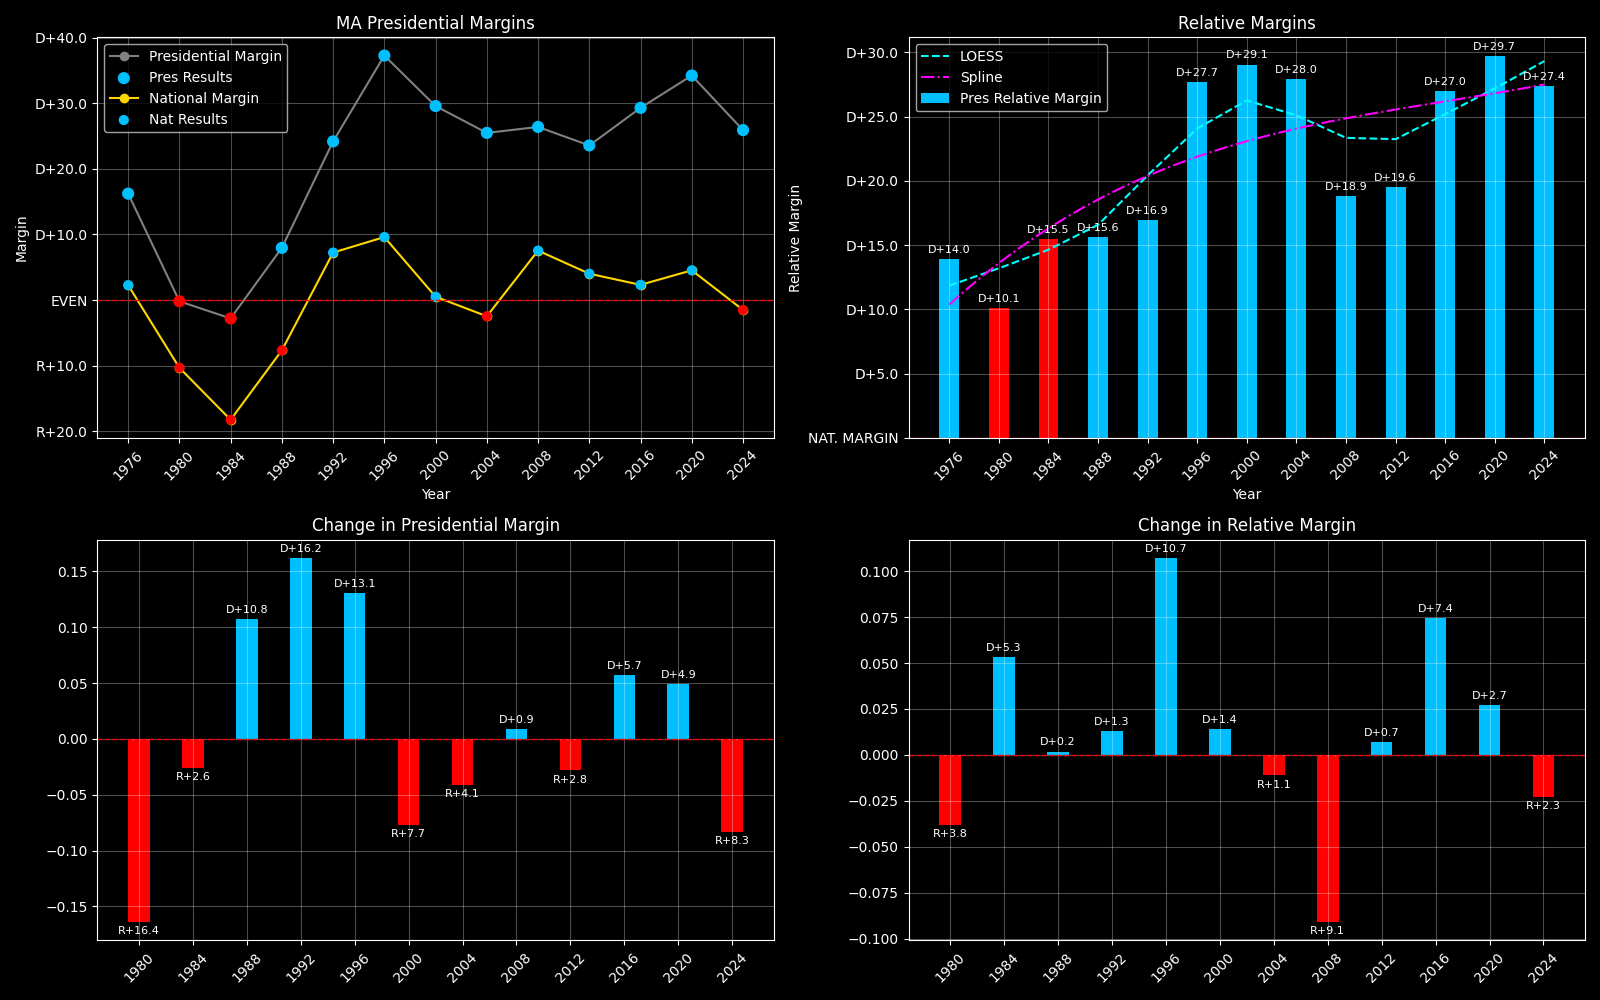 MA Presidential Margins
D+40.0
D+30.0
D+20.0
D+10.0
EVEN
R+10.0
R+20.0
Margin
Presidential Margin
Pres Results
National Margin
Nat Results
1976 1980 1984 1988 1992 1996 2000 2004 2008 2012 2016 2020 2024
Year
Relative Margins
D+30.0
D+25.0
D+20.0
D+15.0
D+10.0
D+5.0
NAT. MARGIN
Relative Margin
LOESS
Spline
Pres Relative Margin
D+14.0 D+10.1 D+15.5 D+15.6 D+16.9 D+27.7 D+29.1 D+28.0 D+18.9 D+19.6 D+27.0 D+29.7 D+27.4
1976 1980 1984 1988 1992 1996 2000 2004 2008 2012 2016 2020 2024
Year
Change in Presidential Margin
0.15
0.10
0.05
0.00
−0.05
−0.10
−0.15
R+16.4 R+2.6 D+10.8 D+16.2 D+13.1 R+7.7 R+4.1 D+0.9 R+2.8 D+5.7 D+4.9 R+8.3
1980 1984 1988 1992 1996 2000 2004 2008 2012 2016 2020 2024
Change in Relative Margin
0.100
0.075
0.050
0.025
0.000
−0.025
−0.050
−0.075
−0.100
R+3.8 D+5.3 D+0.2 D+1.3 D+10.7 D+1.4 R+1.1 R+9.1 D+0.7 D+7.4 D+2.7 R+2.3
1980 1984 1988 1992 1996 2000 2004 2008 2012 2016 2020 2024